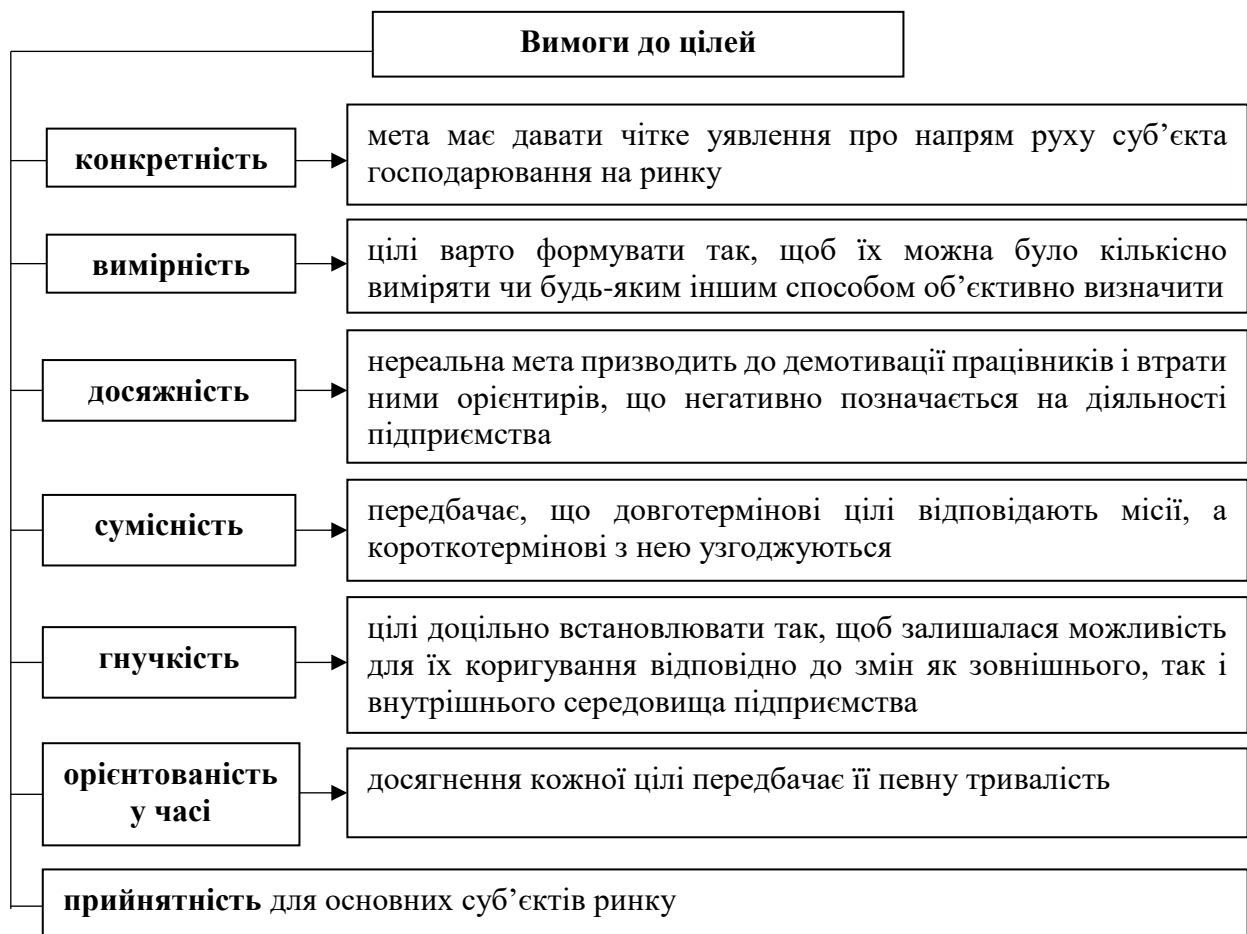 Вимоги до цілей
конкретність
мета має давати чітке уявлення про напрям руху суб’єкта
господарювання на ринку
вимірність
цілі варто формувати так, щоб їх можна було кількісно
виміряти чи будь-яким іншим способом об’єктивно визначити
досяжність
нереальна мета призводить до демотивації працівників і втрати
ними орієнтирів, що негативно позначається на діяльності
підприємства
сумісність
передбачає, що довготермінові цілі відповідають місії, а
короткотермінові з нею узгоджуються
гнучкість
цілі доцільно встановлювати так, щоб залишалася можливість
для їх коригування відповідно до змін як зовнішнього, так і
внутрішнього середовища підприємства
орієнтованість
у часі
досягнення кожної цілі передбачає її певну тривалість
прийнятність для основних суб’єктів ринку